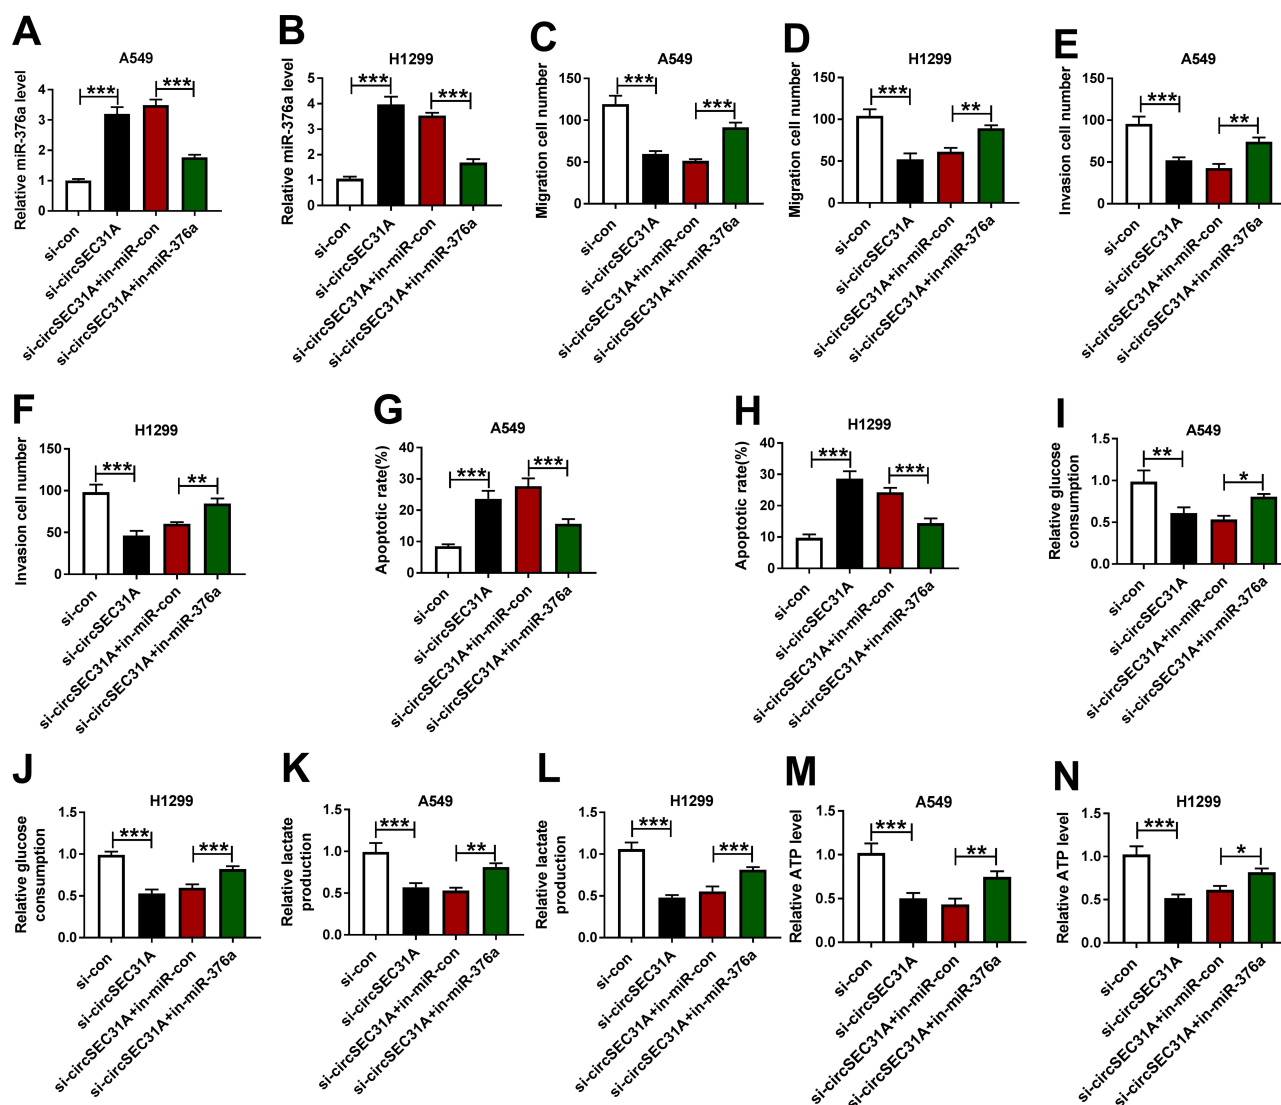 A
A549
Relative miR-376a level
4
3
2
1
0
***
***
si-con
si-circSEC31A
si-circSEC31A+in-miR-con
si-circSEC31A+in-miR-376a
B
H1299
Relative miR-376a level
5
4
3
2
1
0
***
***
si-con
si-circSEC31A
si-circSEC31A+in-miR-con
si-circSEC31A+in-miR-376a
C
A549
Migration cell number
150
100
50
0
***
***
si-con
si-circSEC31A
si-circSEC31A+in-miR-con
si-circSEC31A+in-miR-376a
D
H1299
Migration cell number
150
100
50
0
***
**
si-con
si-circSEC31A
si-circSEC31A+in-miR-con
si-circSEC31A+in-miR-376a
E
A549
Invasion cell number
150
100
50
0
***
**
si-con
si-circSEC31A
si-circSEC31A+in-miR-con
si-circSEC31A+in-miR-376a
F
H1299
Invasion cell number
150
100
50
0
***
**
si-con
si-circSEC31A
si-circSEC31A+in-miR-con
si-circSEC31A+in-miR-376a
G
A549
Apoptotic rate(%)
40
30
20
10
0
***
***
si-con
si-circSEC31A
si-circSEC31A+in-miR-con
si-circSEC31A+in-miR-376a
H
H1299
Apoptotic rate(%)
40
30
20
10
0
***
***
si-con
si-circSEC31A
si-circSEC31A+in-miR-con
si-circSEC31A+in-miR-376a
I
A549
Relative glucose
consumption
1.5
1.0
0.5
0.0
**
*
si-con
si-circSEC31A
si-circSEC31A+in-miR-con
si-circSEC31A+in-miR-376a
J
H1299
Relative glucose
consumption
1.5
1.0
0.5
0.0
***
***
si-con
si-circSEC31A
si-circSEC31A+in-miR-con
si-circSEC31A+in-miR-376a
K
A549
Relative lactate
production
1.5
1.0
0.5
0.0
***
**
si-con
si-circSEC31A
si-circSEC31A+in-miR-con
si-circSEC31A+in-miR-376a
L
H1299
Relative lactate
production
1.5
1.0
0.5
0.0
***
***
si-con
si-circSEC31A
si-circSEC31A+in-miR-con
si-circSEC31A+in-miR-376a
M
A549
Relative ATP level
1.5
1.0
0.5
0.0
***
**
si-con
si-circSEC31A
si-circSEC31A+in-miR-con
si-circSEC31A+in-miR-376a
N
H1299
Relative ATP level
1.5
1.0
0.5
0.0
***
*
si-con
si-circSEC31A
si-circSEC31A+in-miR-con
si-circSEC31A+in-miR-376a